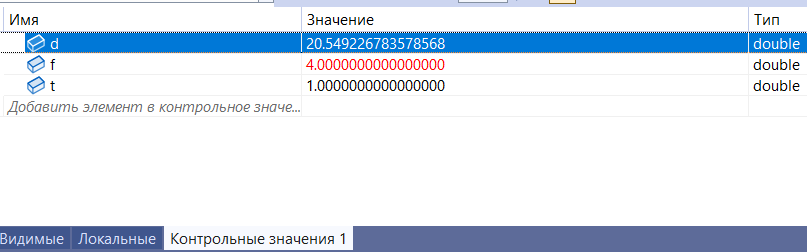 Имя Значение Тип
d 20.549226783578568 double
f 4.0000000000000000 double
t 1.0000000000000000 double
Добавить элемент в контрольное значе...
Видимые Локальные Контрольные значения 1